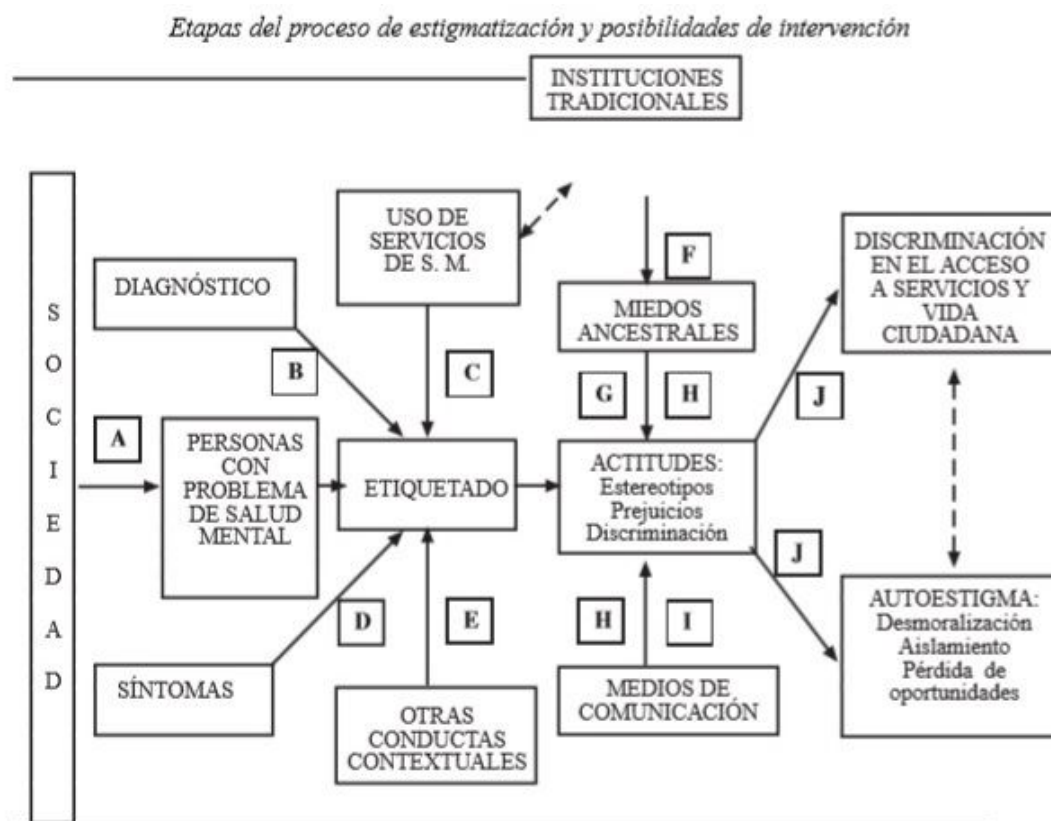 Etapas del proceso de estigmatización y posibilidades de intervención
INSTITUCIONES
TRADICIONALES
S
O
C
I
E
D
A
D
USO DE
SERVICIOS
DE S. M.
F
DISCRIMINACIÓN
EN EL ACCESO
A SERVICIOS Y
VIDA
CIUDADANA
DIAGNÓSTICO
MIEDOS
ANCESTRALES
B
C
G
H
J
A
PERSONAS
CON
PROBLEMA
DE SALUD
MENTAL
ETIQUETADO
ACTITUDES:
Estereotipos
Prejuicios
Discriminación
J
D
E
H
I
AUTOESTIGMA:
Desmoralización
Aislamiento
Pérdida de
oportunidades
SÍNTOMAS
OTRAS
CONDUCTAS
CONTEXTUALES
MEDIOS DE
COMUNICACIÓN